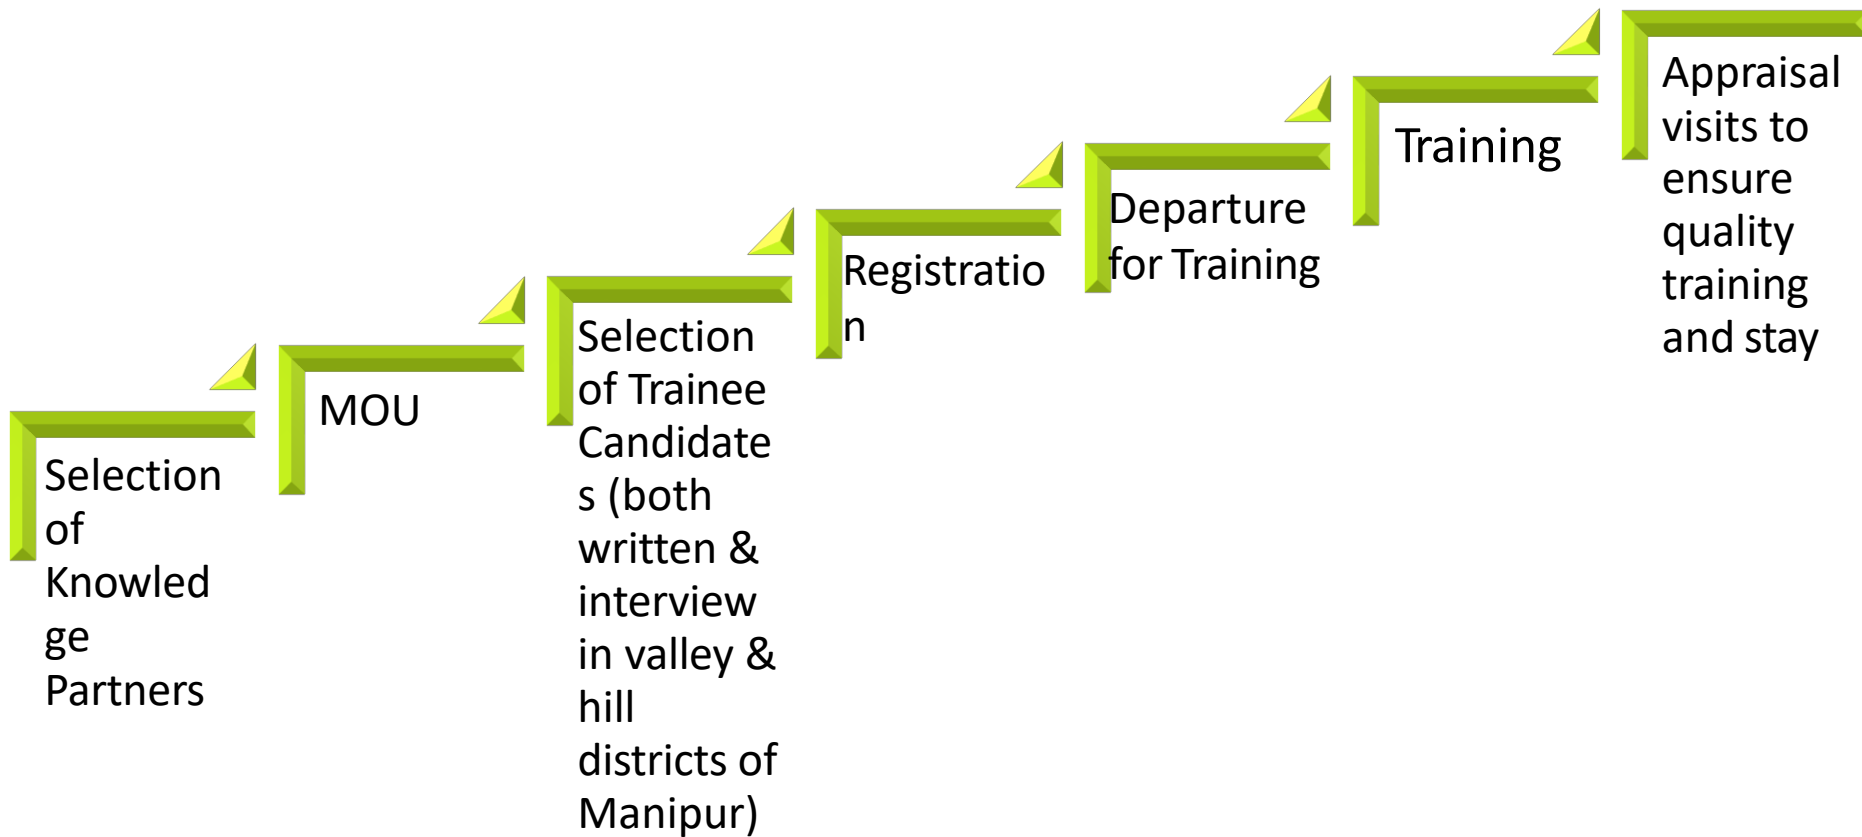 Selection
of
Knowled
ge
Partners
MOU
Selection
of Trainee
Candidate
s (both
written &
interview
in valley &
hill
districts of
Manipur)
Registratio
n
Departure
for Training
Training
Appraisal
visits to
ensure
quality
training
and stay